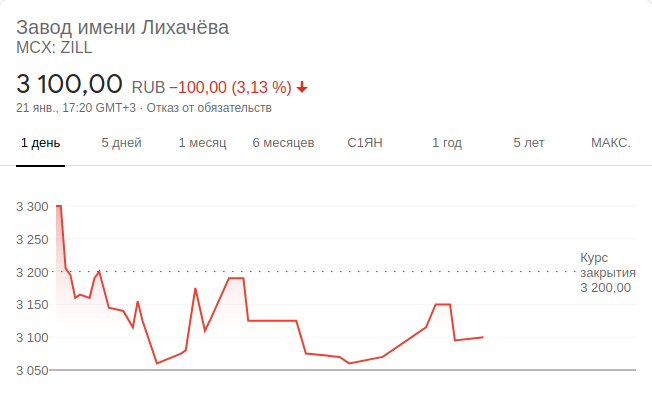 Завод имени Лихачёва
MCX: ZILL
3 100,00 RUB −100,00 (3,13 %)
21 янв., 17:20 GMT+3 · Отказ от обязательств
1 день 5 дней 1 месяц 6 месяцев С1ЯН 1 год 5 лет МАКС.
3 300
3 250
3 200
3 150
3 100
3 050
Курс
закрытия
3 200,00